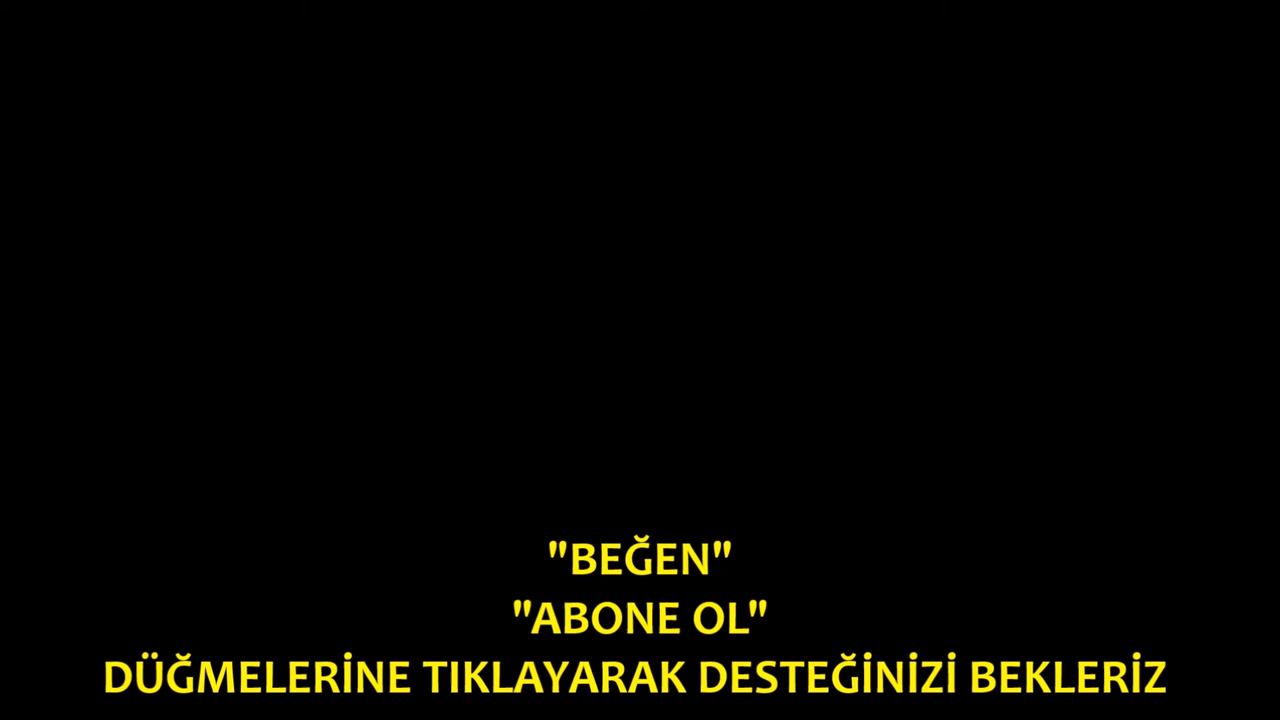 "BEĞEN"
"ABONE OL"
DÜĞMELERİNE TIKLAYARAK DESTEĞİNİZİ BEKLERİZ